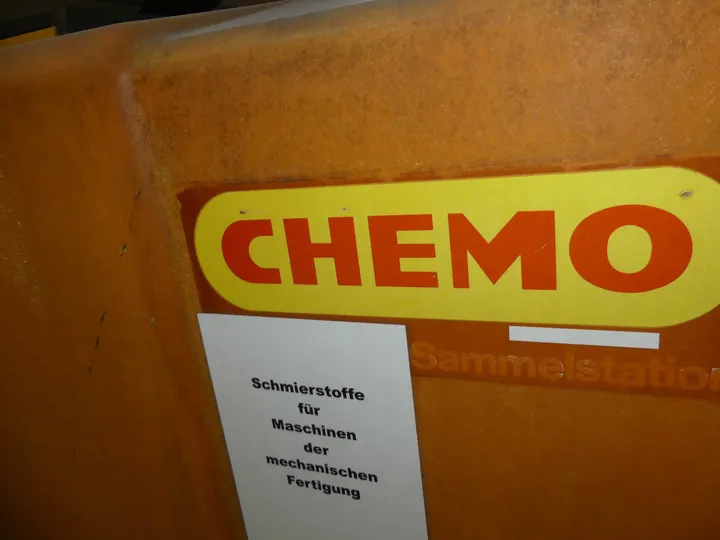 CHEMO
Sammelstation
Schmierstoffe
für
Maschinen
der
mechanischen
Fertigung